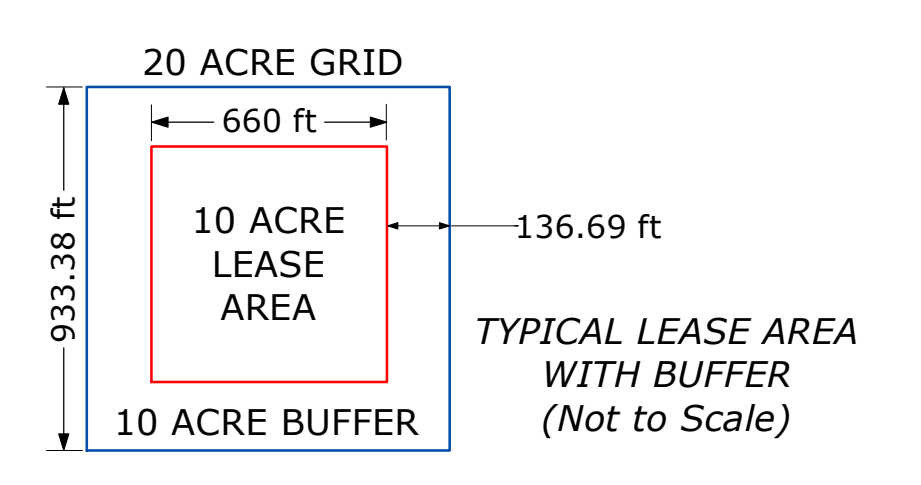 20 ACRE GRID
660 ft
933.38 ft
10 ACRE
LEASE
AREA
136.69 ft
TYPICAL LEASE AREA
WITH BUFFER
(Not to Scale)
10 ACRE BUFFER